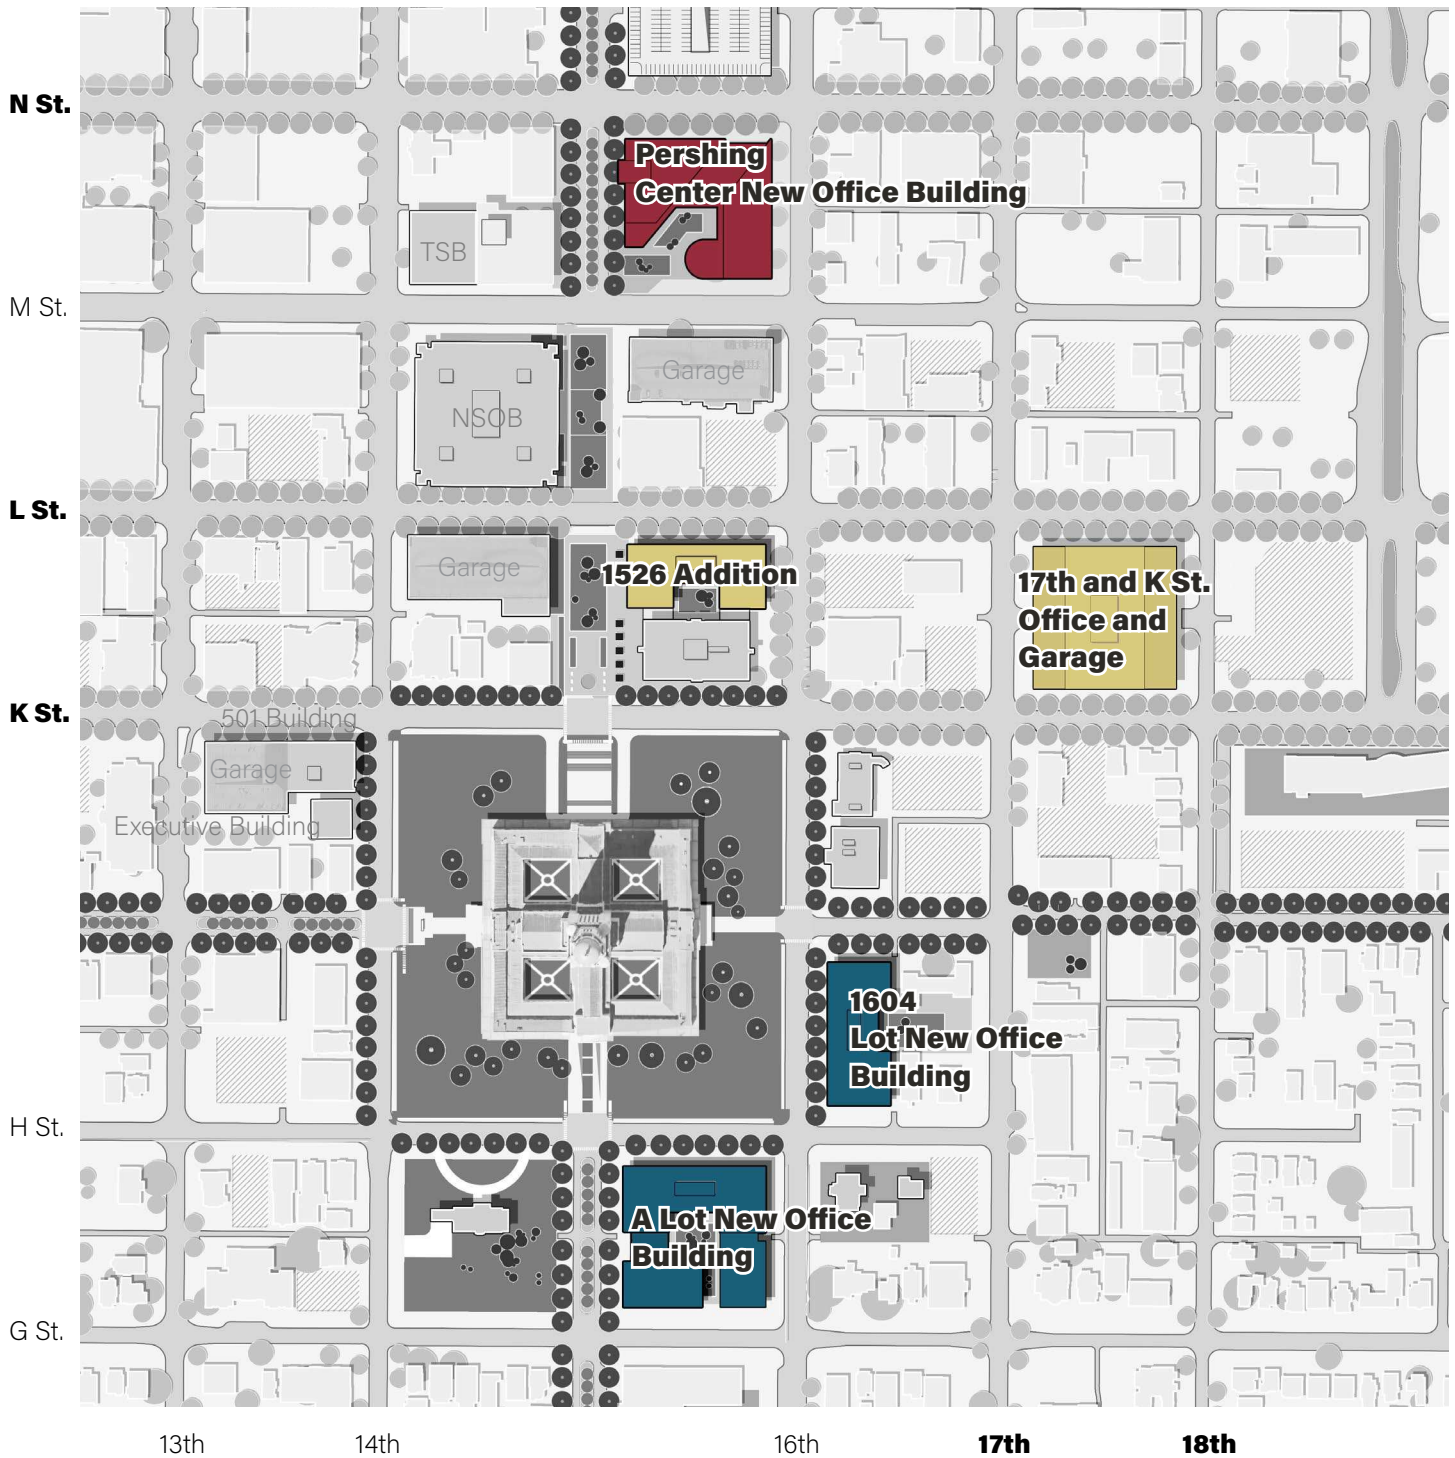 N St.
Pershing
Center New Office Building
TSB
M St.
Garage
NSOB
L St.
Garage
1526 Addition
17th and K St.
Office and
Garage
K St.
501 Building
Garage
Executive Building
1604
Lot New Office
Building
H St.
A Lot New Office
Building
G St.
13th
14th
16th
17th
18th